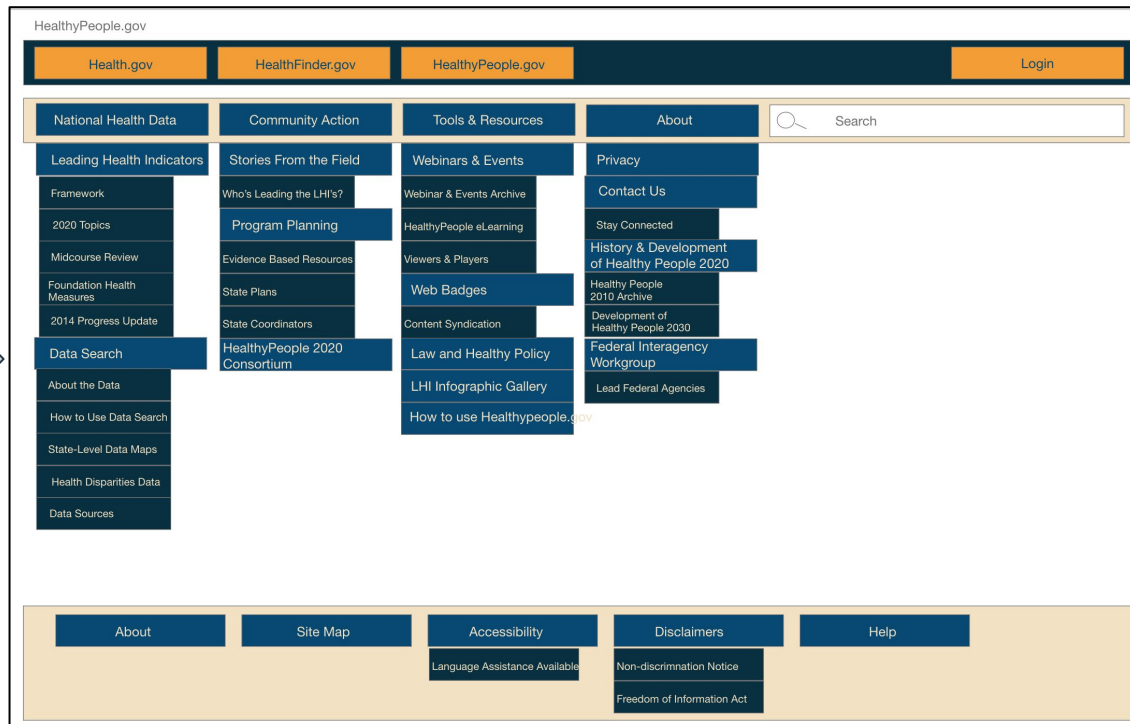 HealthyPeople.gov
Health.gov
HealthFinder.gov
HealthyPeople.gov
Login
National Health Data
Community Action
Tools & Resources
About
Search
Leading Health Indicators
Framework
2020 Topics
Midcourse Review
Foundation Health
Measures
2014 Progress Update
Data Search
About the Data
How to Use Data Search
State-Level Data Maps
Health Disparities Data
Data Sources
Stories From the Field
Who's Leading the LHI's?
Program Planning
Evidence Based Resources
State Plans
State Coordinators
HealthyPeople 2020
Consortium
Webinars & Events
Webinar & Events Archive
HealthyPeople eLearning
Viewers & Players
Web Badges
Content Syndication
Law and Healthy Policy
LHI Infographic Gallery
How to use Healthypeople.gov
Privacy
Contact Us
Stay Connected
History & Development
of Healthy People 2020
Healthy People
2010 Archive
Development of
Healthy People 2030
Federal Interagency
Workgroup
Lead Federal Agencies
About
Site Map
Accessibility
Disclaimers
Help
Language Assistance Available
Non-discrimnation Notice
Freedom of Information Act